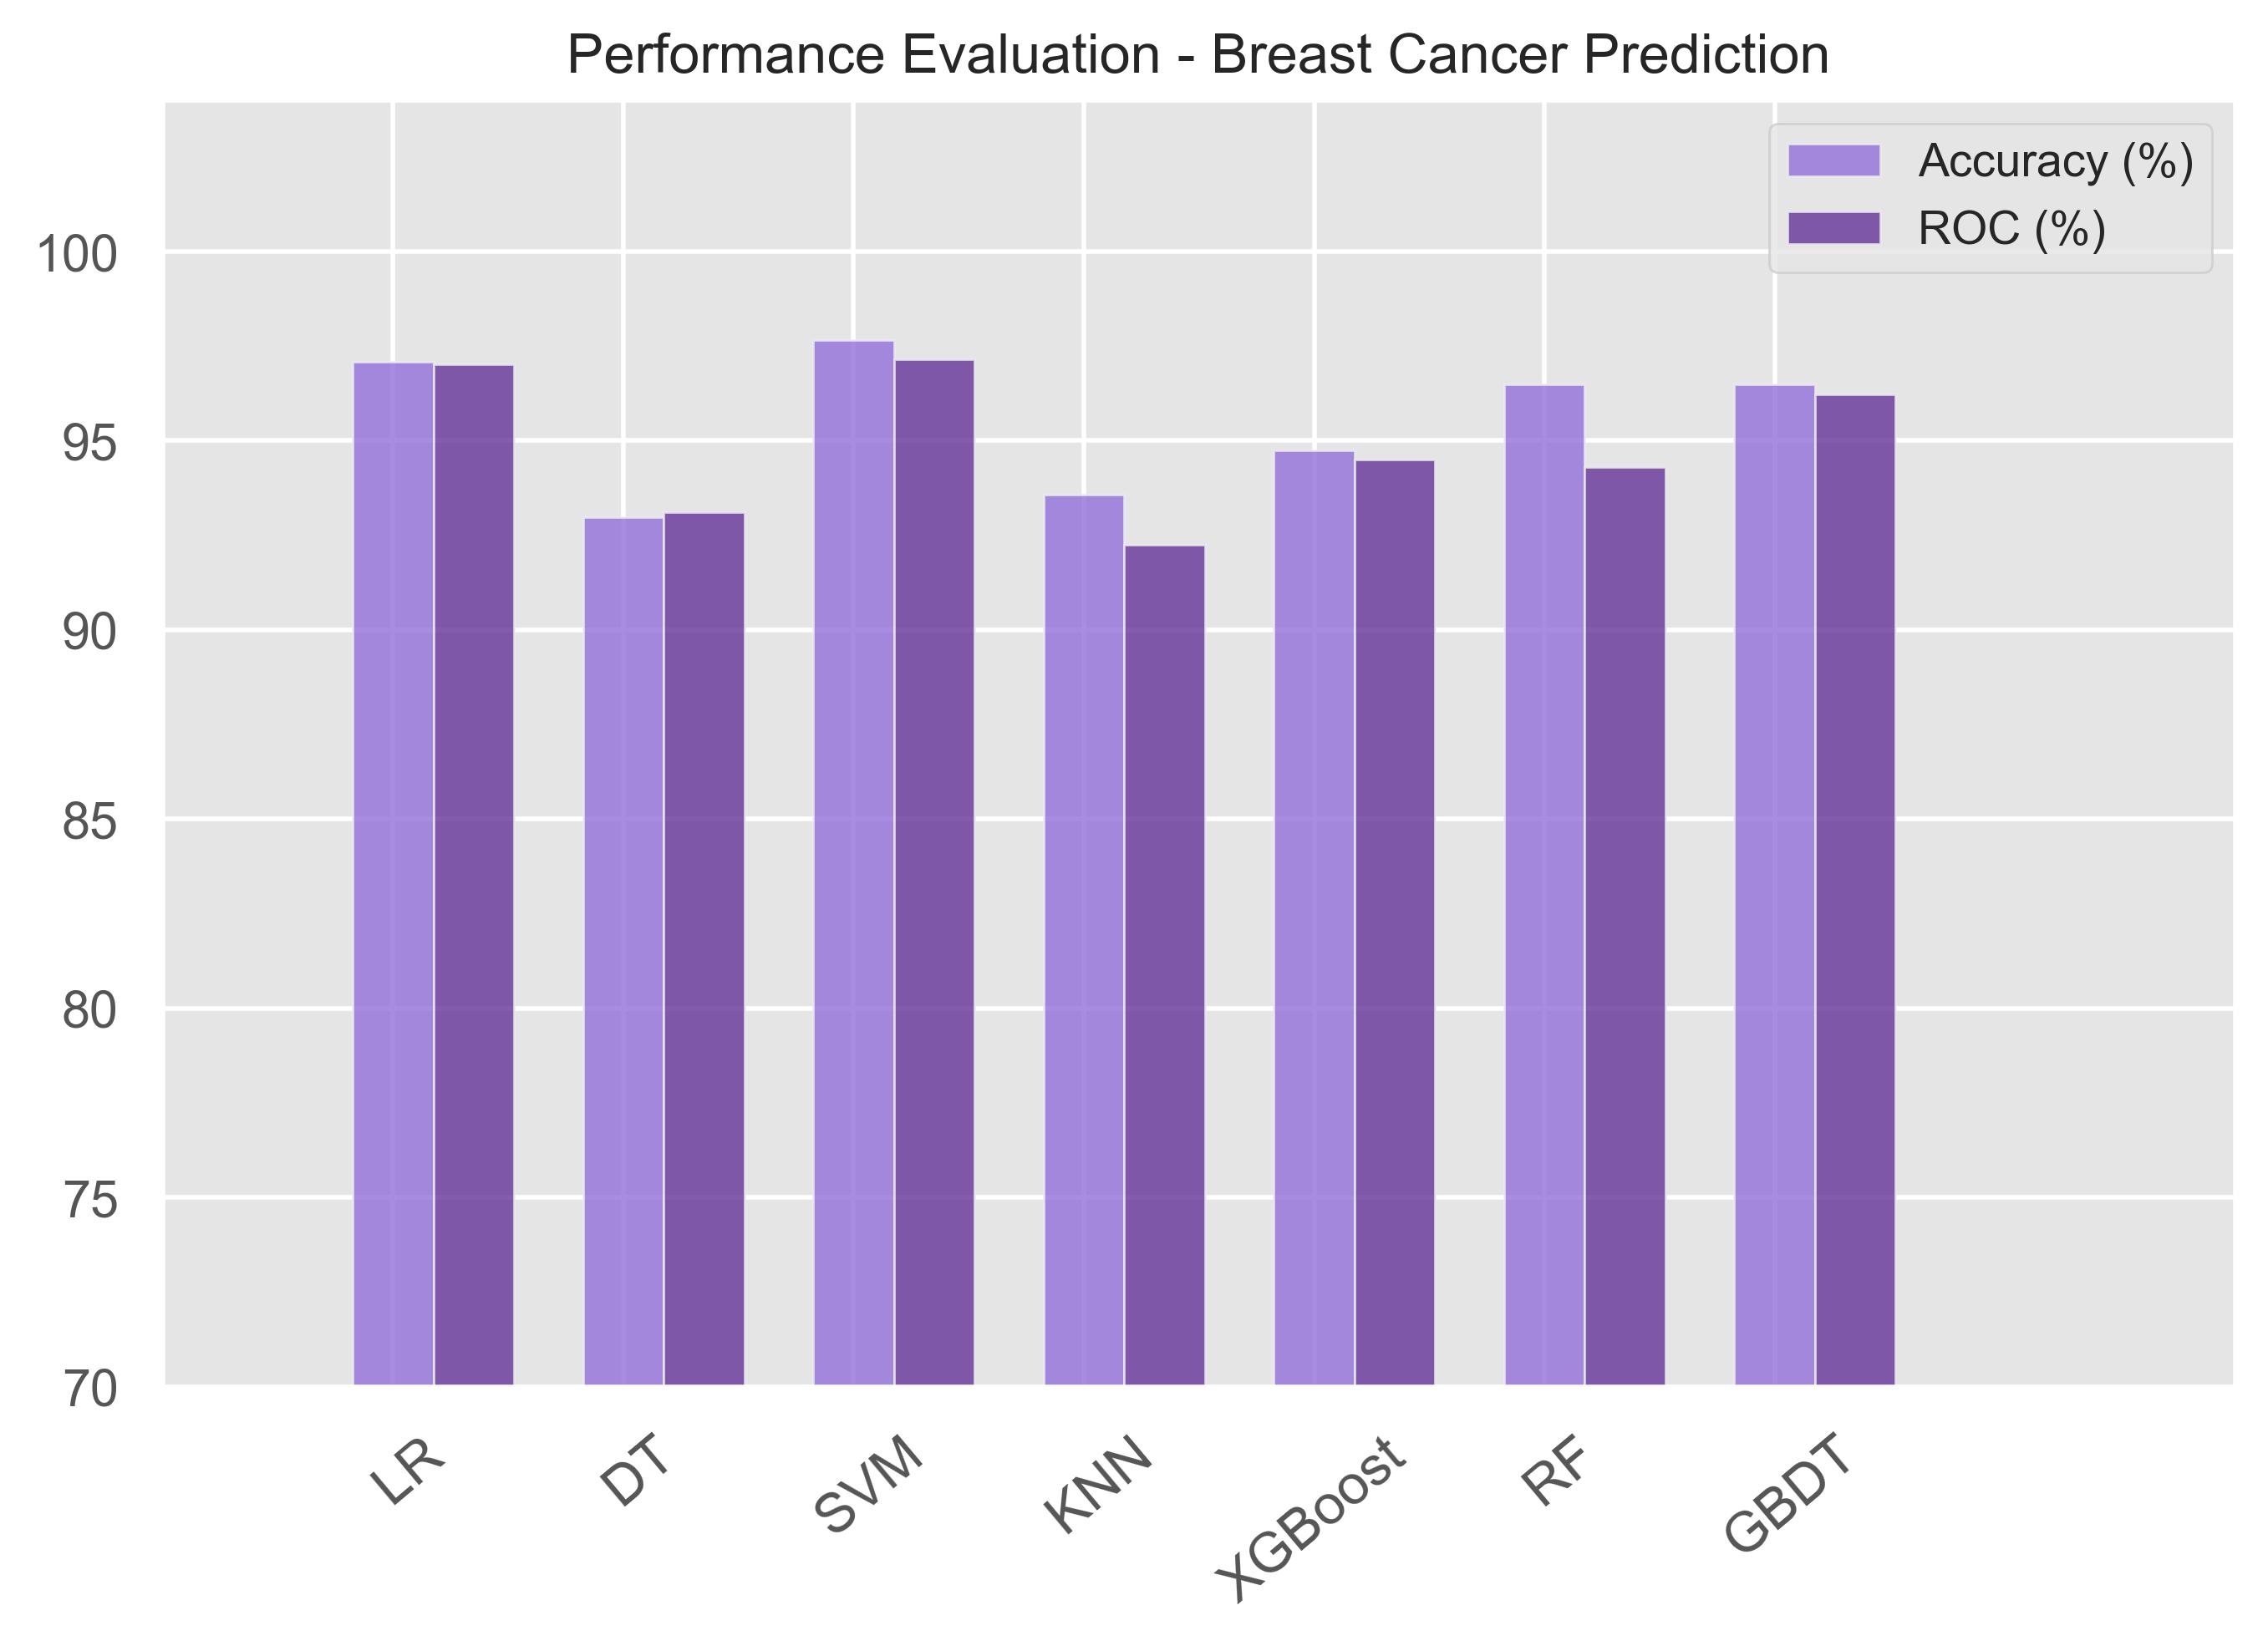 Performance Evaluation - Breast Cancer Prediction
Accuracy (%)
ROC (%)
100
95
90
85
80
75
70
LR
DT
SVM
KNN
XGBoost
RF
GBDT